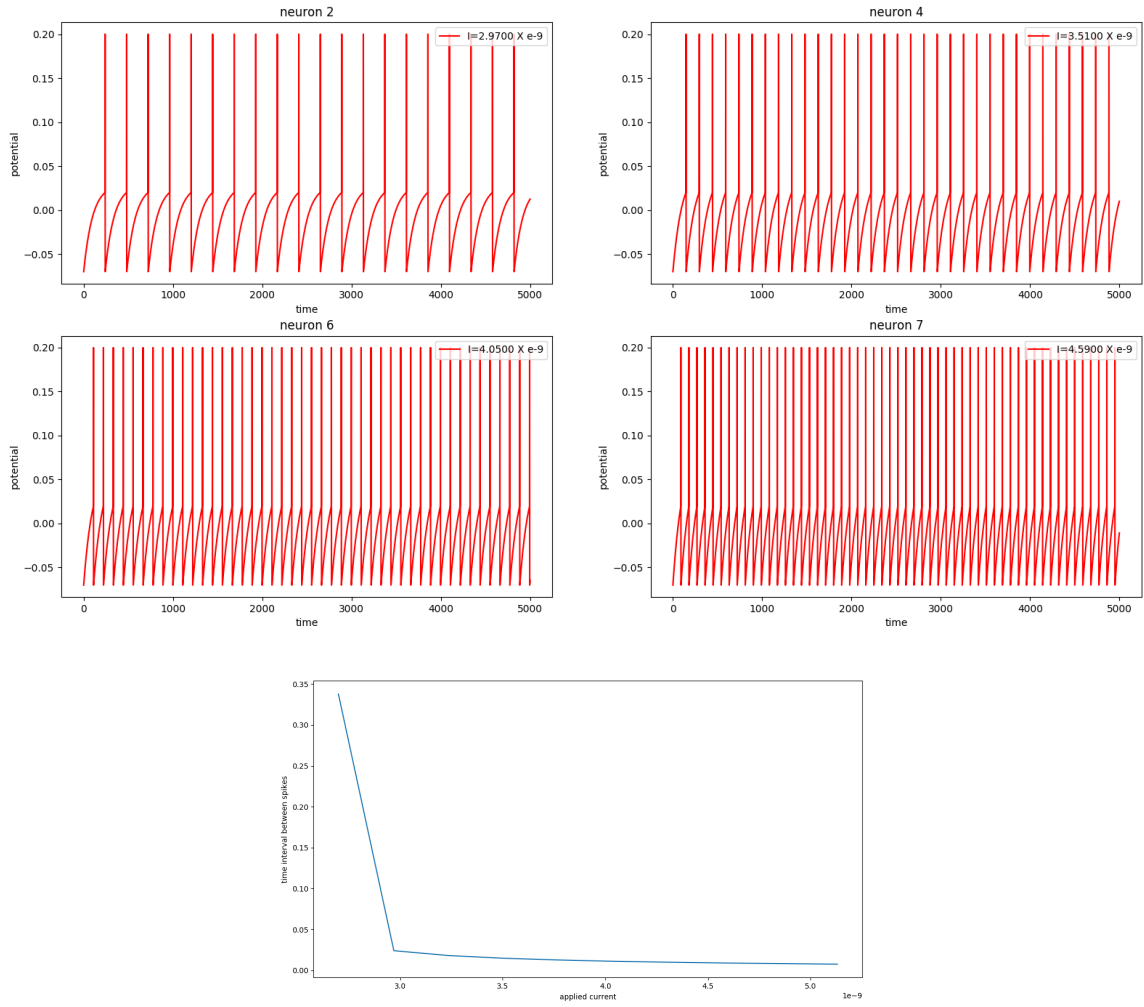 neuron 2
neuron 4
0.20
0.15
0.10
0.05
0.00
−0.05
potential
I=2.9700 X e-9
0 1000 2000 3000 4000 5000
time
0.20
0.15
0.10
0.05
0.00
−0.05
potential
I=3.5100 X e-9
0 1000 2000 3000 4000 5000
time
neuron 6
neuron 7
0.20
0.15
0.10
0.05
0.00
−0.05
potential
I=4.0500 X e-9
0 1000 2000 3000 4000 5000
time
0.20
0.15
0.10
0.05
0.00
−0.05
potential
I=4.5900 X e-9
0 1000 2000 3000 4000 5000
time
0.35
0.30
0.25
0.20
0.15
0.10
0.05
0.00
time interval between spikes
3.0 3.5 4.0 4.5 5.0
applied current
1e−9